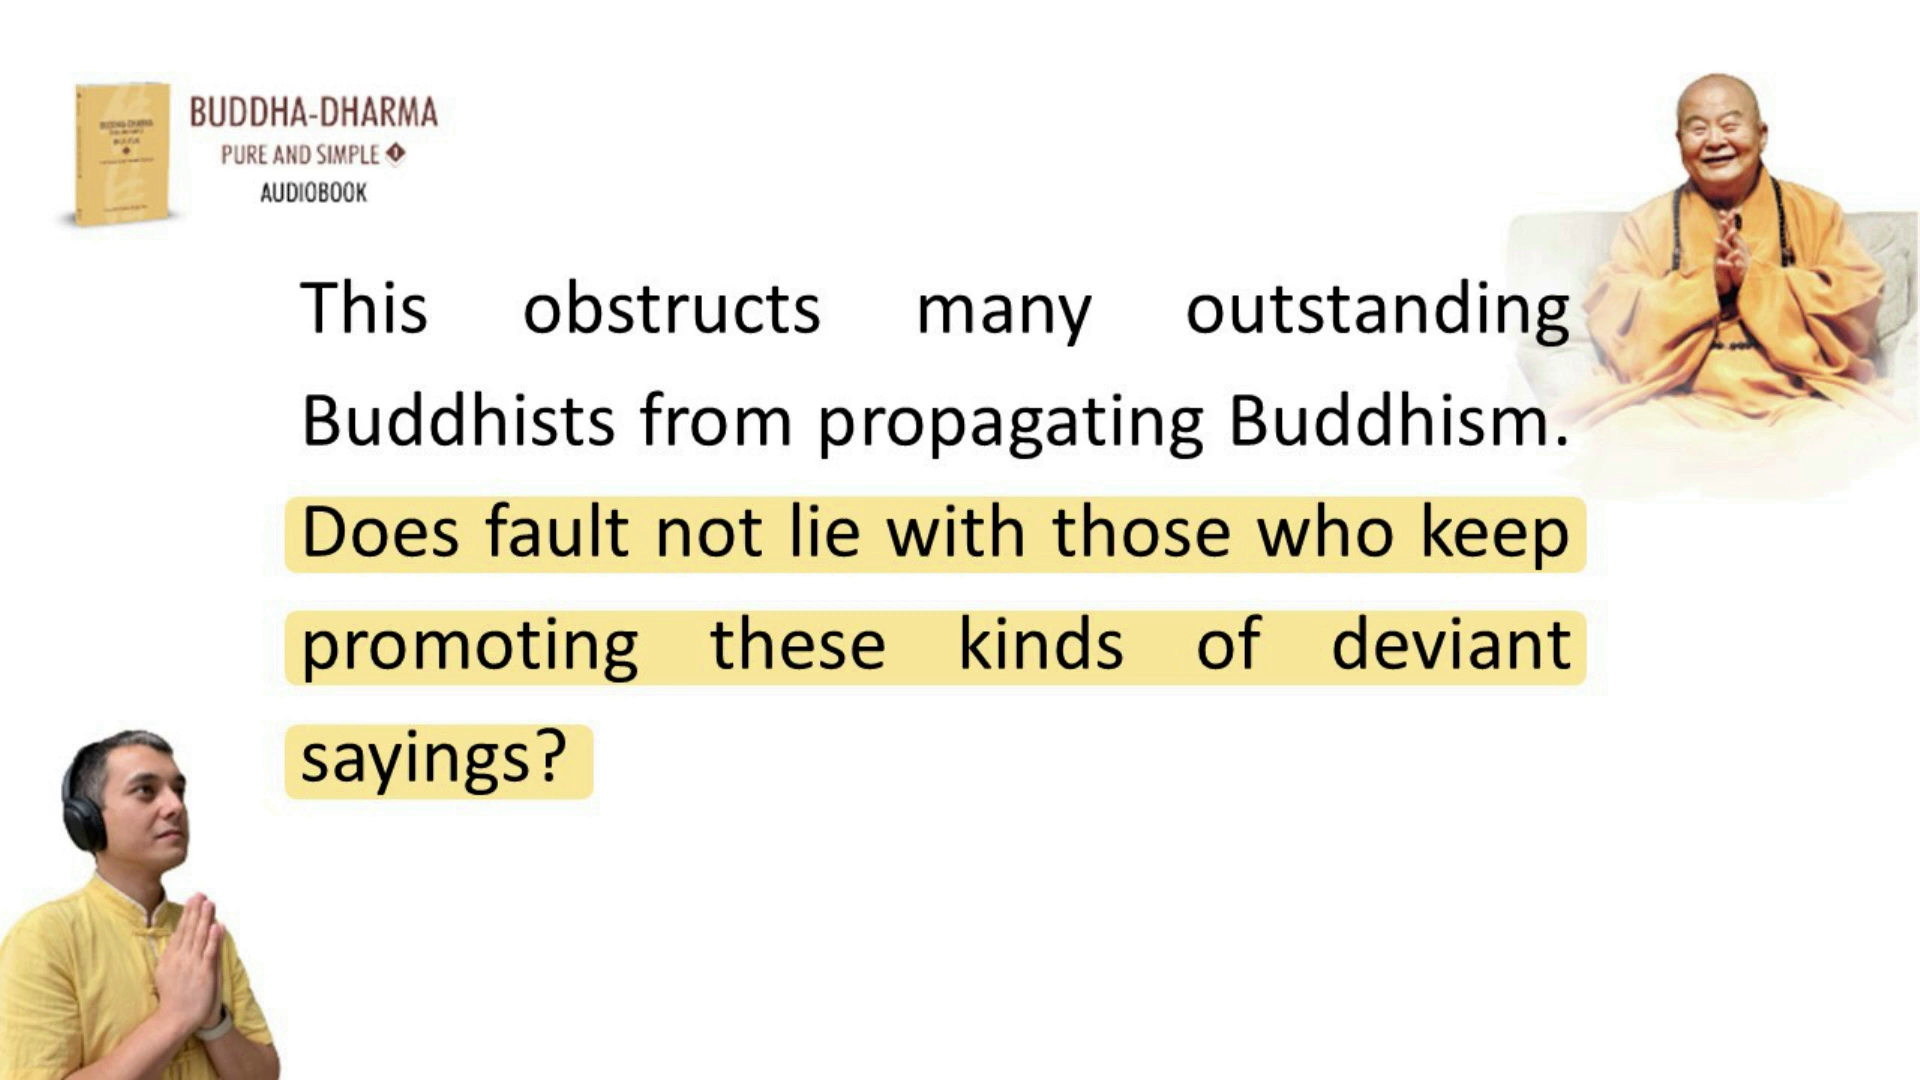 BUDDHA-DHARMA
PURE AND SIMPLE 1
AUDIOBOOK
This obstructs many outstanding
Buddhists from propagating Buddhism.
Does fault not lie with those who keep
promoting these kinds of deviant
sayings?